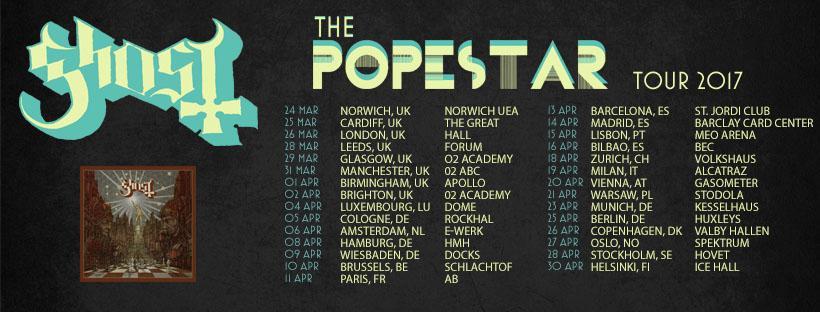 Ghost
THE
POPESTAR TOUR 2017
Ghost
24 MAR NORWICH, UK NORWICH UEA
25 MAR CARDIFF, UK THE GREAT
26 MAR LONDON, UK HALL
28 MAR LEEDS, UK FORUM
29 MAR GLASGOW, UK O2 ACADEMY
31 MAR MANCHESTER, UK O2 ABC
01 APR BIRMINGHAM, UK APOLLO
02 APR BRIGHTON, UK O2 ACADEMY
04 APR LUXEMBOURG, LU DOME
05 APR COLOGNE, DE ROCKHAL
06 APR AMSTERDAM, NL E-WERK
08 APR HAMBURG, DE HMH
09 APR WIESBADEN, DE DOCKS
10 APR BRUSSELS, BE SCHLACHTOF
11 APR PARIS, FR AB
13 APR BARCELONA, ES ST. JORDI CLUB
14 APR MADRID, ES BARCLAY CARD CENTER
15 APR LISBON, PT MEO ARENA
16 APR BILBAO, ES BEC
18 APR ZURICH, CH VOLKSHAUS
19 APR MILAN, IT ALCATRAZ
20 APR VIENNA, AT GASOMETER
21 APR WARSAW, PL STODOLA
23 APR MUNICH, DE KESSELHAUS
25 APR BERLIN, DE HUXLEYS
26 APR COPENHAGEN, DK VALBY HALLEN
27 APR OSLO, NO SPEKTRUM
28 APR STOCKHOLM, SE HOVET
30 APR HELSINKI, FI ICE HALL